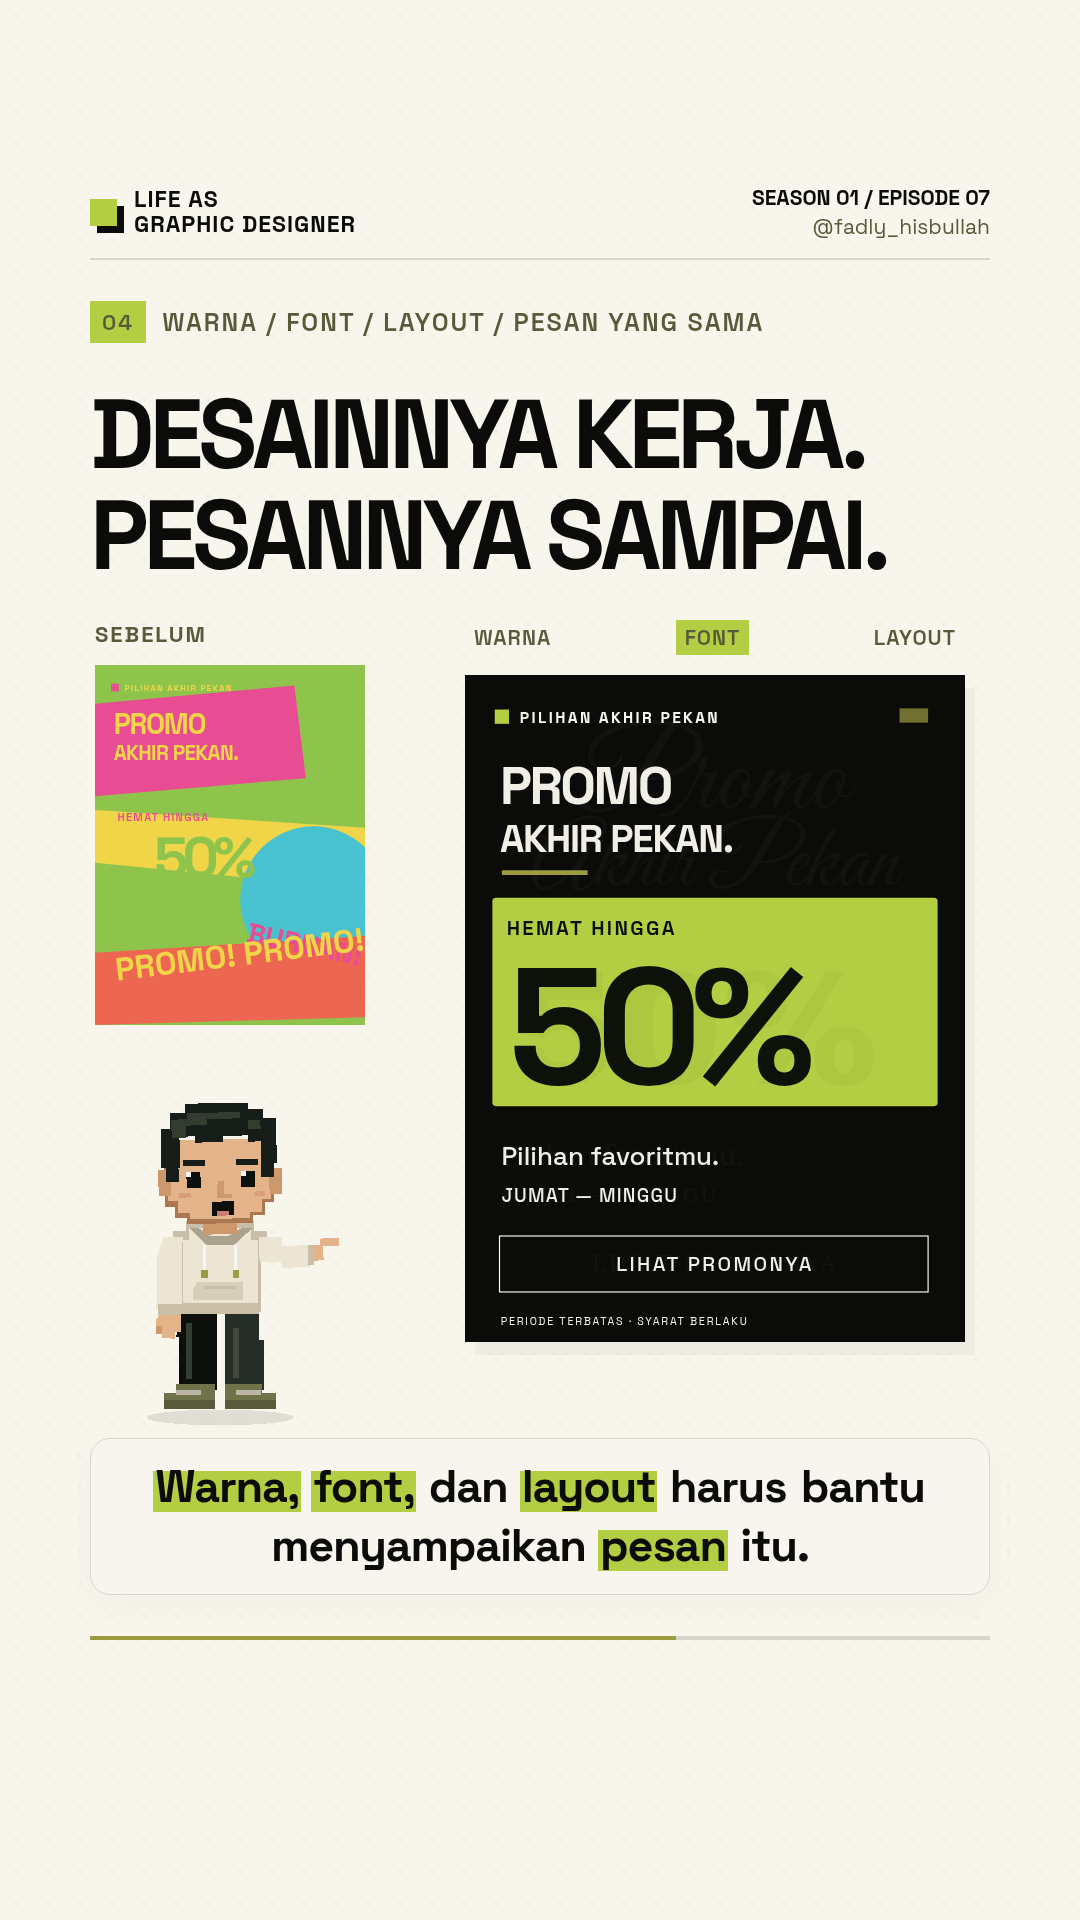 LIFE AS
GRAPHIC DESIGNER
SEASON 01 / EPISODE 07
@fadly_hisbullah
04 WARNA / FONT / LAYOUT / PESAN YANG SAMA
DESAINNYA KERJA.
PESANNYA SAMPAI.
SEBELUM
PILIHAN AKHIR PEKAN
PROMO
AKHIR PEKAN.
HEMAT HINGGA
50%
PROMO! PROMO!
WARNA FONT LAYOUT
PILIHAN AKHIR PEKAN
PROMO
AKHIR PEKAN.
Promo
Akhir Pekan
HEMAT HINGGA
50%
Pilihan favoritmu.
JUMAT — MINGGU
LIHAT PROMONYA
PERIODE TERBATAS · SYARAT BERLAKU
Warna, font, dan layout harus bantu
menyampaikan pesan itu.